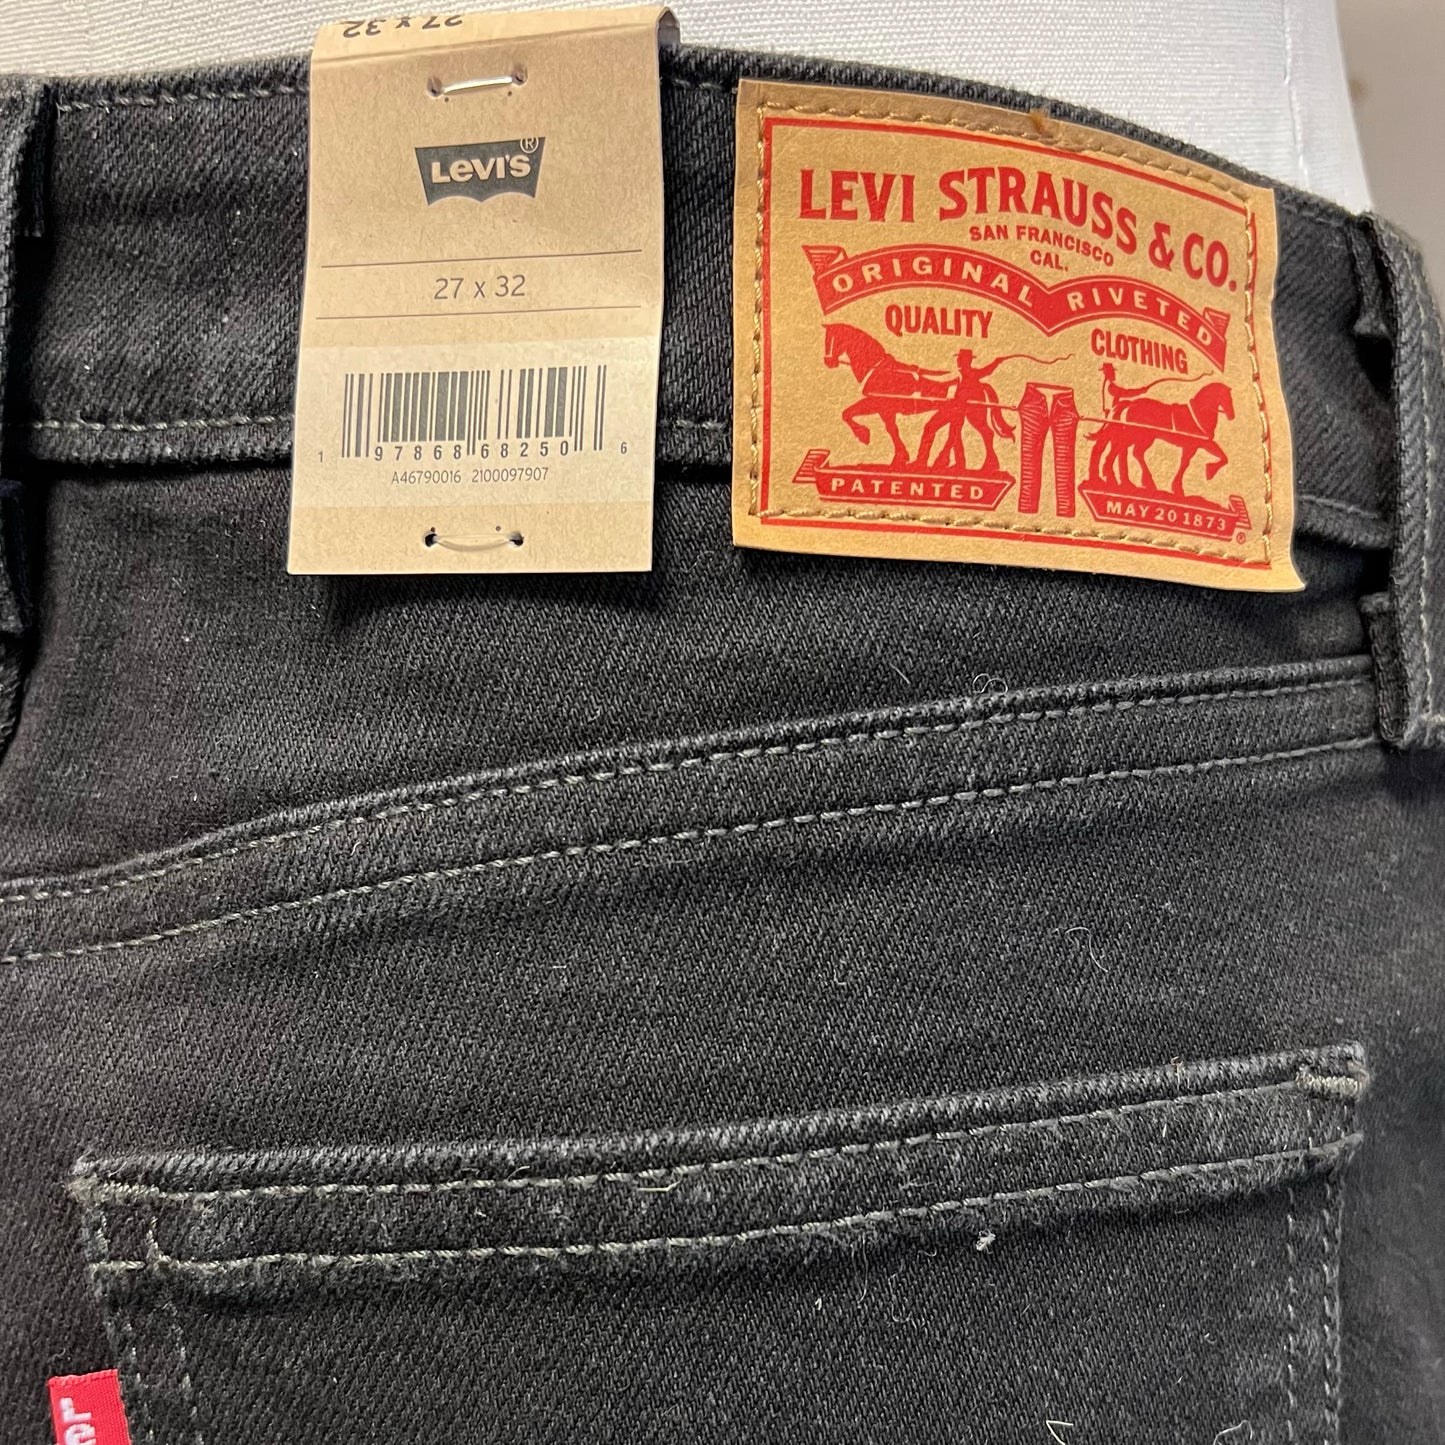 27 x 32
LEVI'S®
27 x 32
1 97868 68250 6
A46790016 2100097907
LEVI STRAUSS & CO.
SAN FRANCISCO
CAL.
ORIGINAL RIVETED
QUALITY CLOTHING
PATENTED MAY 20 1873
®